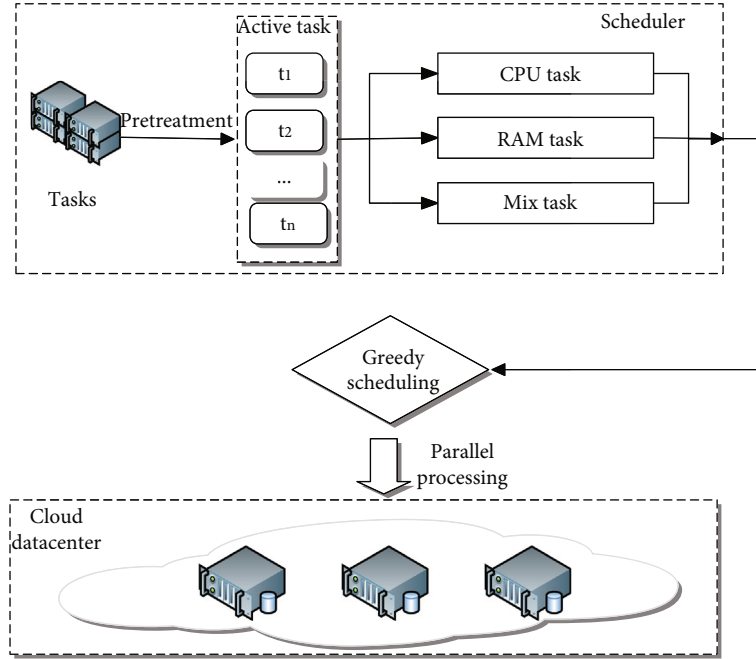 Active task
Scheduler
t1
t2
...
tn
Pretreatment
Tasks
CPU task
RAM task
Mix task
Greedy
scheduling
Parallel
processing
Cloud
datacenter